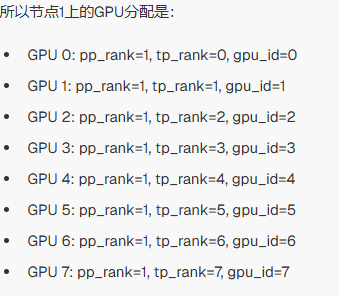 所以节点1上的GPU分配是：
• GPU 0: pp_rank=1, tp_rank=0, gpu_id=0
• GPU 1: pp_rank=1, tp_rank=1, gpu_id=1
• GPU 2: pp_rank=1, tp_rank=2, gpu_id=2
• GPU 3: pp_rank=1, tp_rank=3, gpu_id=3
• GPU 4: pp_rank=1, tp_rank=4, gpu_id=4
• GPU 5: pp_rank=1, tp_rank=5, gpu_id=5
• GPU 6: pp_rank=1, tp_rank=6, gpu_id=6
• GPU 7: pp_rank=1, tp_rank=7, gpu_id=7